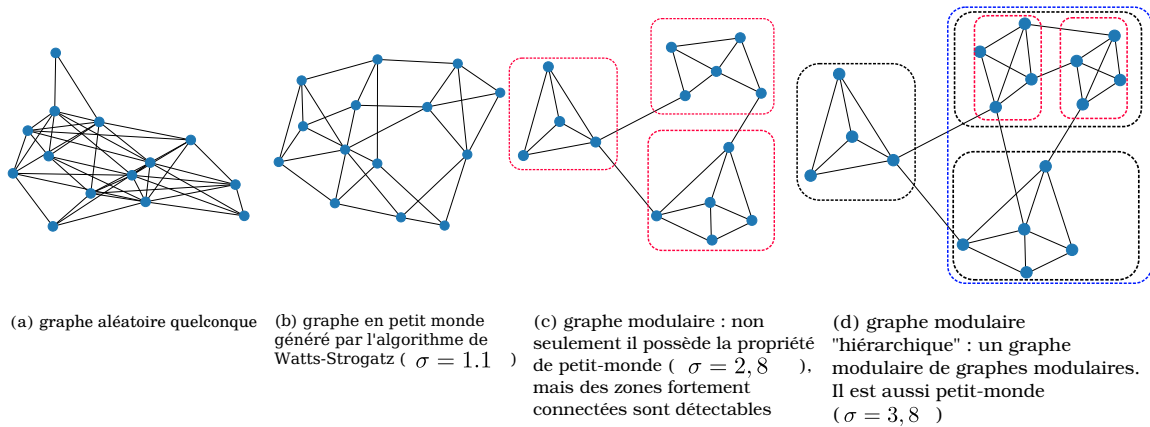 (a) graphe aléatoire quelconque
(b) graphe en petit monde
généré par l'algorithme de
Watts-Strogatz ( σ = 1.1 )
(c) graphe modulaire : non
seulement il possède la propriété
de petit-monde ( σ = 2, 8 ),
mais des zones fortement
connectées sont détectables
(d) graphe modulaire
"hiérarchique" : un graphe
modulaire de graphes modulaires.
Il est aussi petit-monde
( σ = 3, 8 )